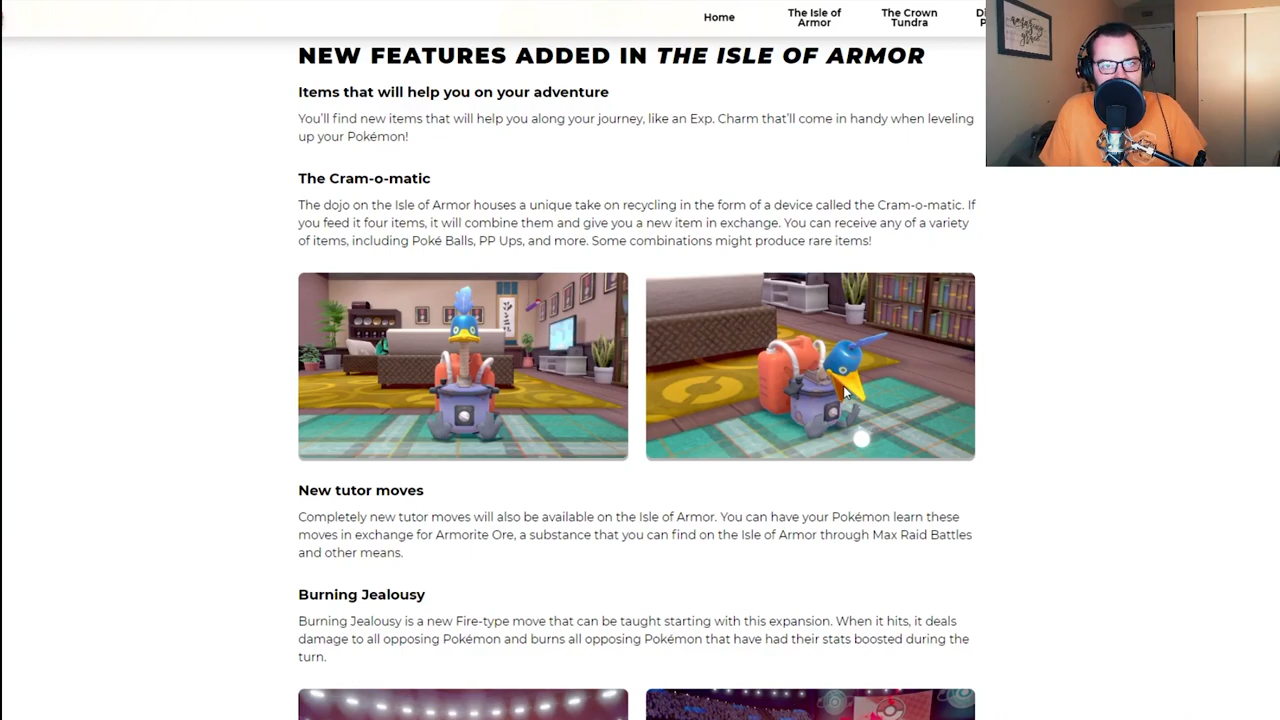 Home
The Isle of
Armor
The Crown
Tundra
NEW FEATURES ADDED IN THE ISLE OF ARMOR
Items that will help you on your adventure
You'll find new items that will help you along your journey, like an Exp. Charm that'll come in handy when leveling
up your Pokémon!
The Cram-o-matic
The dojo on the Isle of Armor houses a unique take on recycling in the form of a device called the Cram-o-matic. If
you feed it four items, it will combine them and give you a new item in exchange. You can receive any of a variety
of items, including Poké Balls, PP Ups, and more. Some combinations might produce rare items!
New tutor moves
Completely new tutor moves will also be available on the Isle of Armor. You can have your Pokémon learn these
moves in exchange for Armorite Ore, a substance that you can find on the Isle of Armor through Max Raid Battles
and other means.
Burning Jealousy
Burning Jealousy is a new Fire-type move that can be taught starting with this expansion. When it hits, it deals
damage to all opposing Pokémon and burns all opposing Pokémon that have had their stats boosted during the
turn.